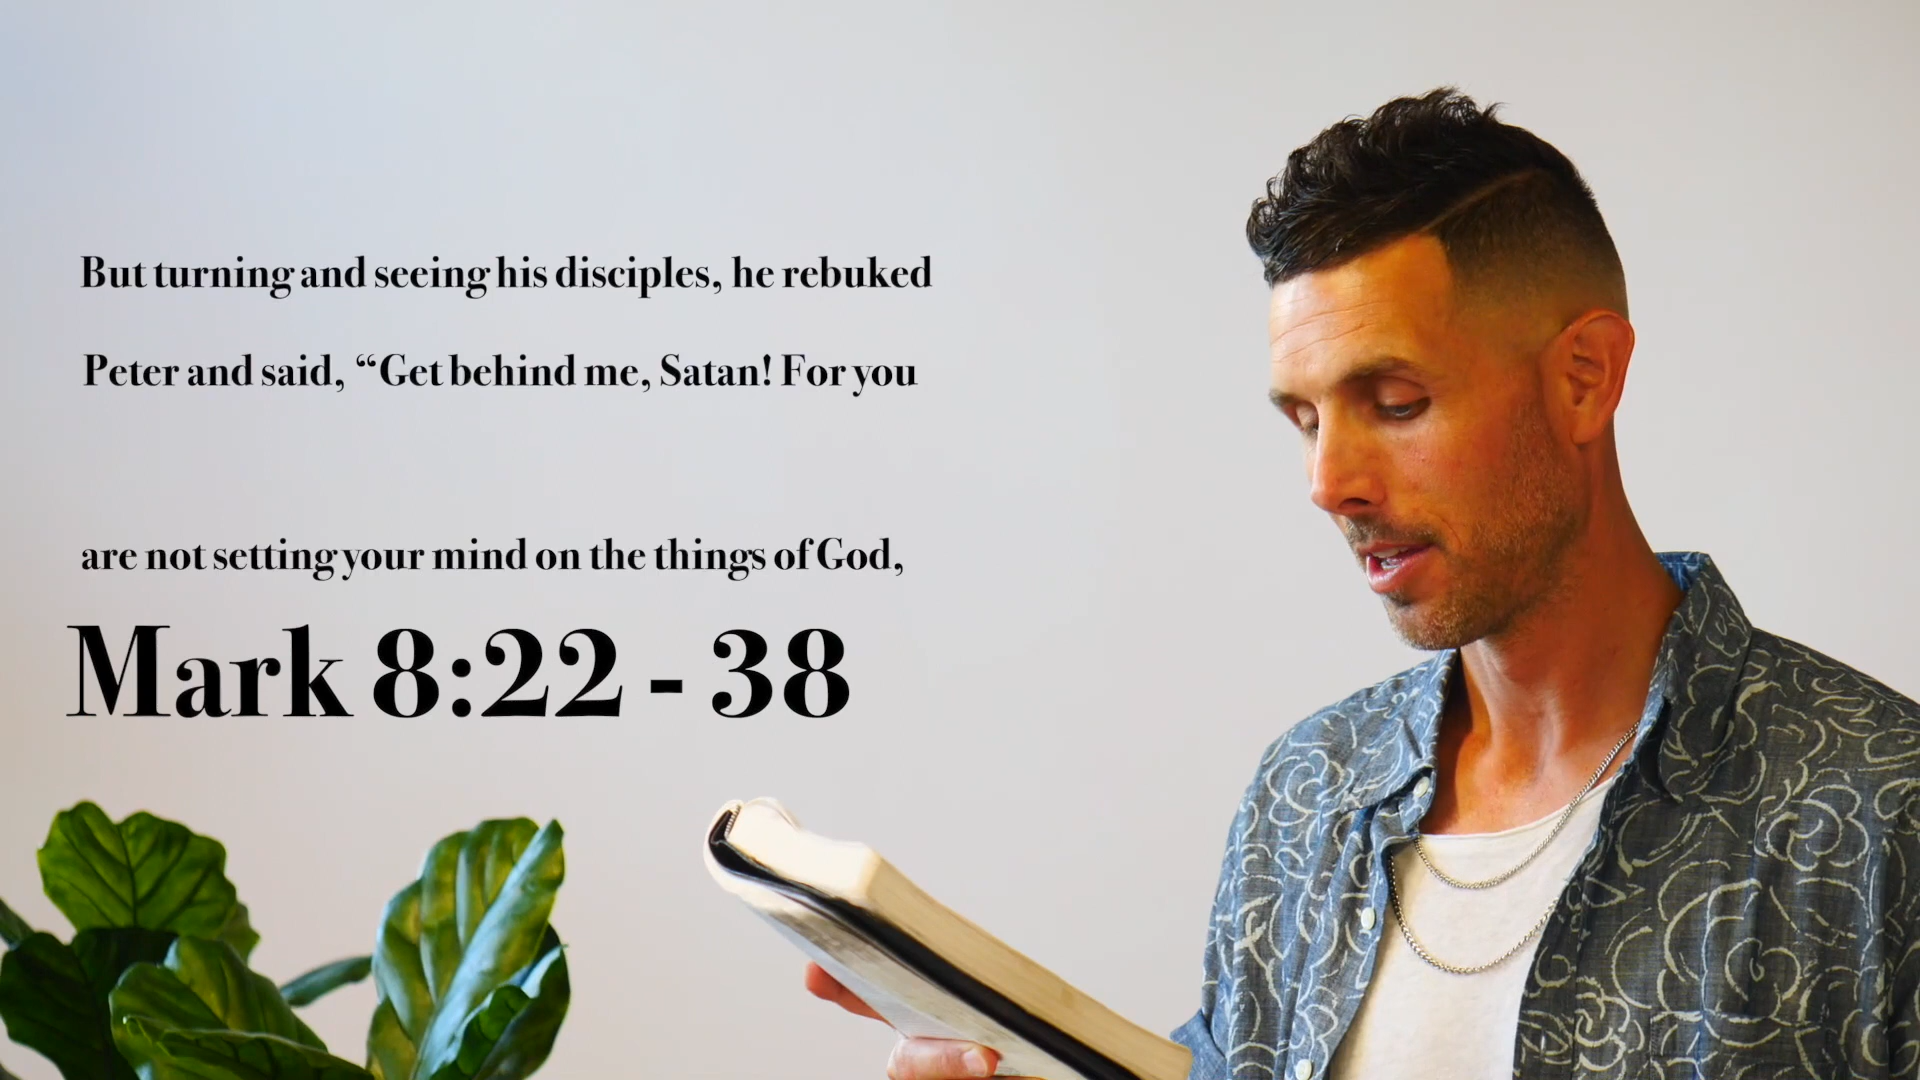 But turning and seeing his disciples, he rebuked
Peter and said, “Get behind me, Satan! For you
are not setting your mind on the things of God,
Mark 8:22 - 38